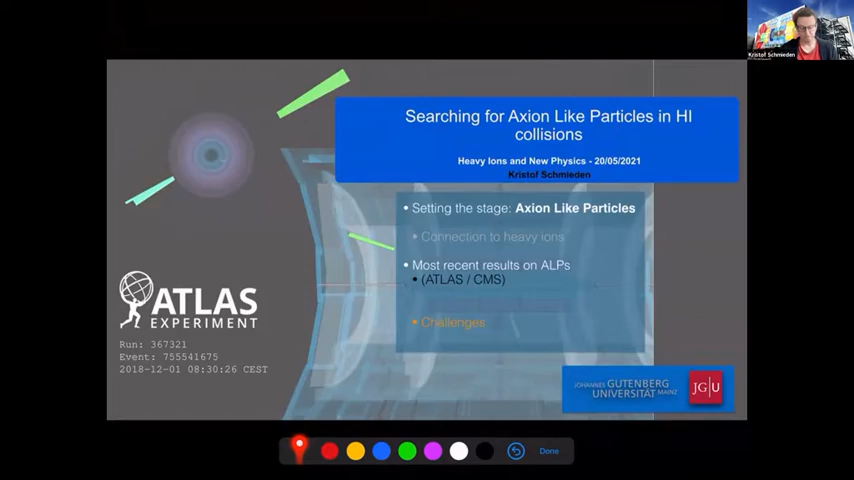 Kristof Schmieden
Searching for Axion Like Particles in HI
collisions
Heavy Ions and New Physics - 20/05/2021
Kristof Schmieden
• Setting the stage: Axion Like Particles
• Connection to heavy ions
• Most recent results on ALPs
• (ATLAS / CMS)
• Challenges
ATLAS
EXPERIMENT
Run: 367321
Event: 755541675
2018-12-01 08:30:26 CEST
JOHANNES GUTENBERG
UNIVERSITÄT MAINZ
JG|U
Done